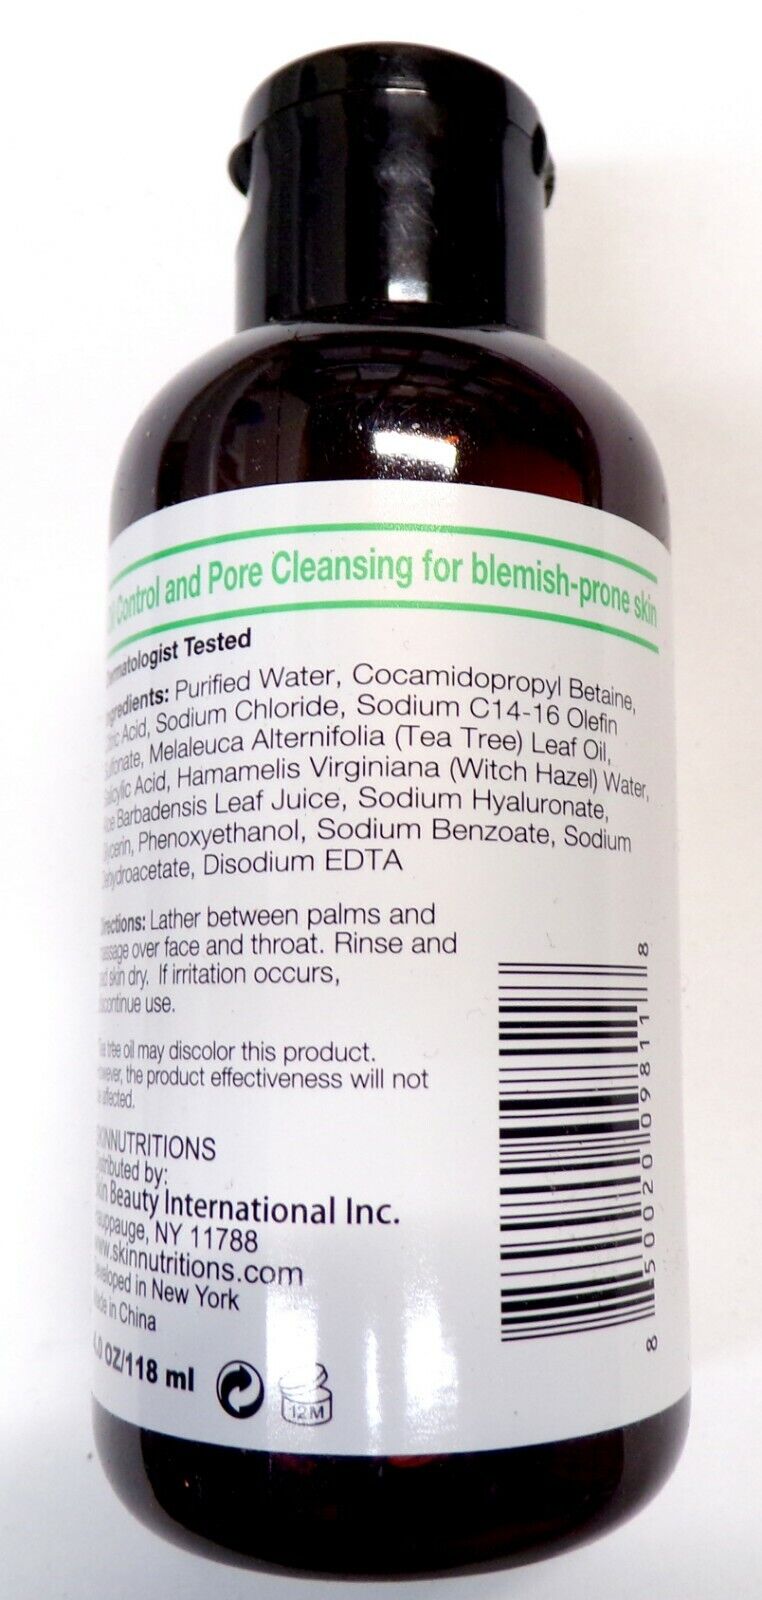 Control and Pore Cleansing for blemish-prone skin
Dermatologist Tested
Ingredients: Purified Water, Cocamidopropyl Betaine,
Citric Acid, Sodium Chloride, Sodium C14-16 Olefin
Sulfonate, Melaleuca Alternifolia (Tea Tree) Leaf Oil,
Salicylic Acid, Hamamelis Virginiana (Witch Hazel) Water,
Aloe Barbadensis Leaf Juice, Sodium Hyaluronate,
Glycerin, Phenoxyethanol, Sodium Benzoate, Sodium
Dehydroacetate, Disodium EDTA
Directions: Lather between palms and
massage over face and throat. Rinse and
pad skin dry. If irritation occurs,
discontinue use.
tree oil may discolor this product.
However, the product effectiveness will not
be affected.
SKINNUTRITIONS
Distributed by:
Skin Beauty International Inc.
Hauppauge, NY 11788
www.skinnutritions.com
Developed in New York
Made in China
4.0 OZ/118 ml
12M
8 50020 09811 8